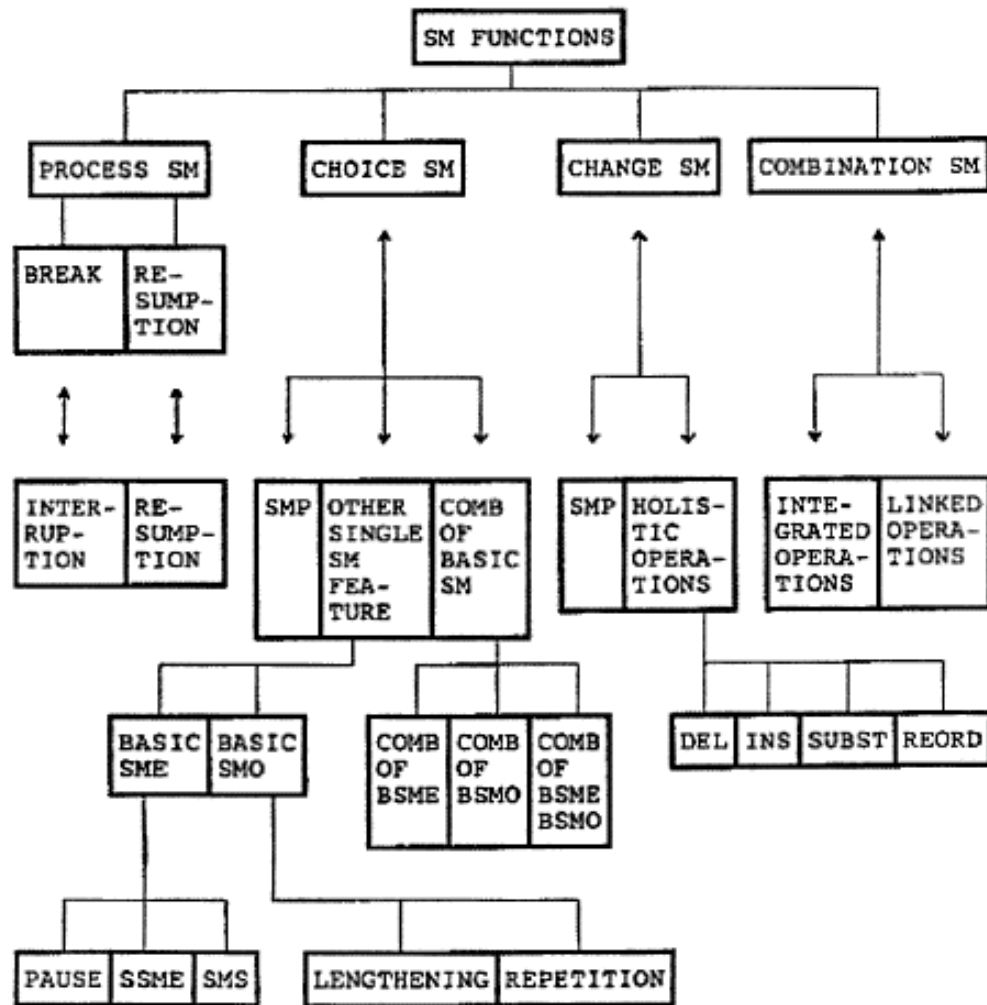 SM FUNCTIONS
PROCESS SM
CHOICE SM
CHANGE SM
COMBINATION SM
BREAK
RE-
SUMP-
TION
INTER-
RUP-
TION
RE-
SUMP-
TION
SMP
OTHER
SINGLE
SM
FEA-
TURE
COMB
OF
BASIC
SM
SMP
HOLIS-
TIC
OPERA-
TIONS
INTE-
GRATED
OPERA-
TIONS
LINKED
OPERA-
TIONS
BASIC
SME
BASIC
SMO
COMB
OF
BSME
COMB
OF
BSMO
COMB
OF
BSME
BSMO
DEL
INS
SUBST
REORD
PAUSE
SSME
SMS
LENGTHENING
REPETITION